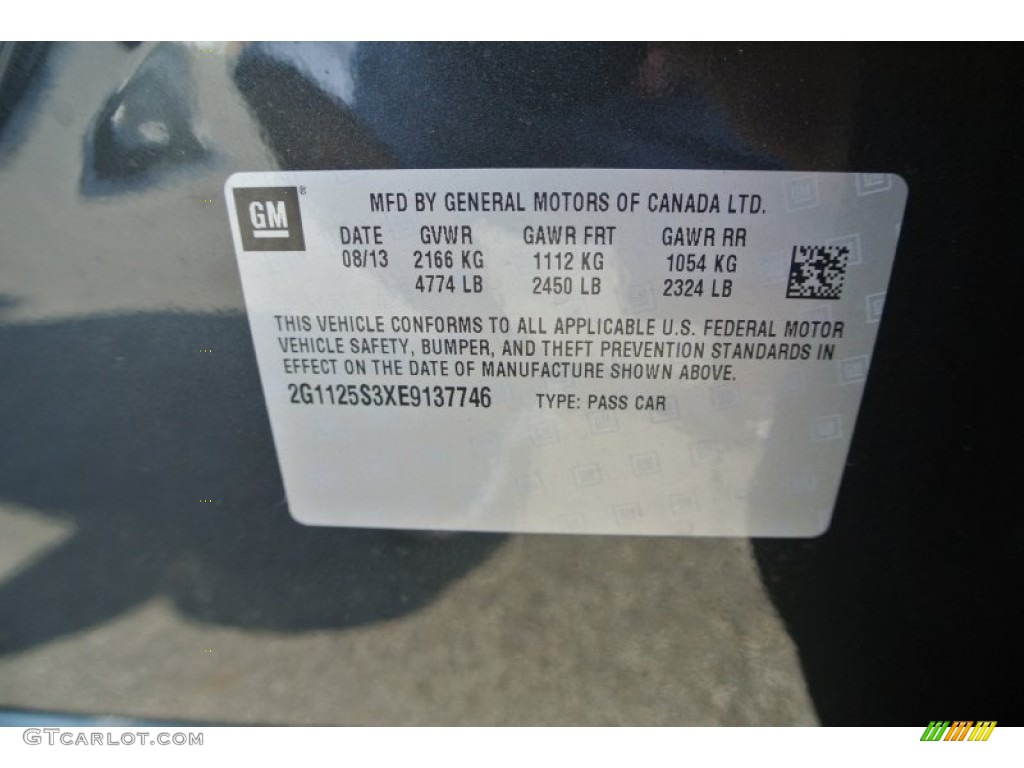 GM
MFD BY GENERAL MOTORS OF CANADA LTD.
DATE GVWR GAWR FRT GAWR RR
08/13 2166 KG 1112 KG 1054 KG
4774 LB 2450 LB 2324 LB
THIS VEHICLE CONFORMS TO ALL APPLICABLE U.S. FEDERAL MOTOR
VEHICLE SAFETY, BUMPER, AND THEFT PREVENTION STANDARDS IN
EFFECT ON THE DATE OF MANUFACTURE SHOWN ABOVE.
2G1125S3XE9137746 TYPE: PASS CAR
©GTCarlot.com